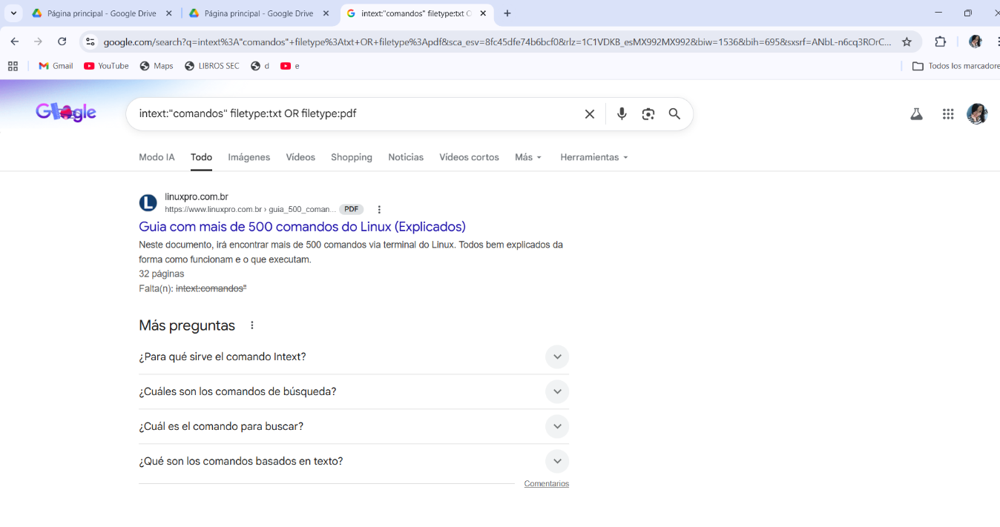 Página principal - Google Drive
Página principal - Google Drive
intext:"comandos" filetype:txt O
google.com/search?q=intext%3A"comandos"+filetype%3Atxt+OR+filetype%3Apdf&sca_esv=8fc45dfe74b6bcf0&rlz=1C1VDKB_esMX992MX992&biw=1536&bih=695&sxsrf=ANbL-n6cq3ROrC...
Gmail YouTube Maps LIBROS SEC d e Todos los marcadore
Google
intext:"comandos" filetype:txt OR filetype:pdf
Modo IA Todo Imágenes Vídeos Shopping Noticias Vídeos cortos Más Herramientas
linuxpro.com.br
https://www.linuxpro.com.br › guia_500_coman... PDF
Guia com mais de 500 comandos do Linux (Explicados)
Neste documento, irá encontrar mais de 500 comandos via terminal do Linux. Todos bem explicados da
forma como funcionam e o que executam.
32 páginas
Falta(n): intext:comandos"
Más preguntas
¿Para qué sirve el comando Intext?
¿Cuáles son los comandos de búsqueda?
¿Cuál es el comando para buscar?
¿Qué son los comandos basados en texto?
Comentarios